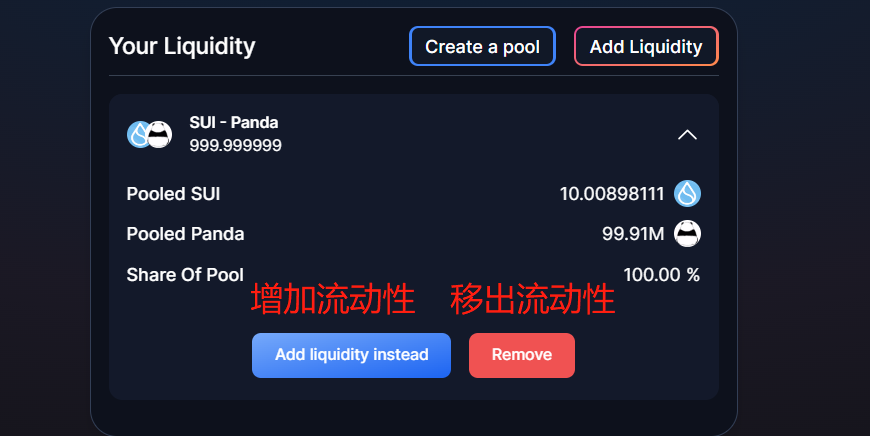 Your Liquidity Create a pool Add Liquidity
SUI - Panda
999.999999
Pooled SUI 10.00898111
Pooled Panda 99.91M
Share Of Pool 100.00 %
增加流动性 移出流动性
Add liquidity instead Remove